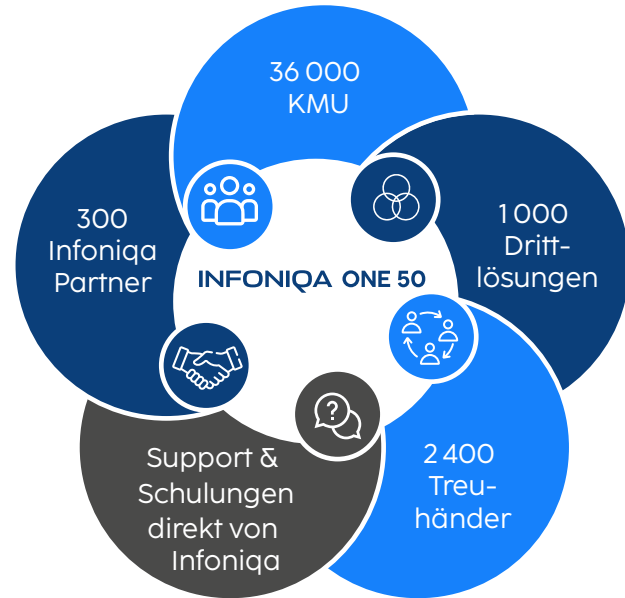 36 000
KMU
300
Infoniqa
Partner
1 000
Dritt-
lösungen
INFONIQA ONE 50
?
Support &
Schulungen
direkt von
Infoniqa
2 400
Treu-
händer